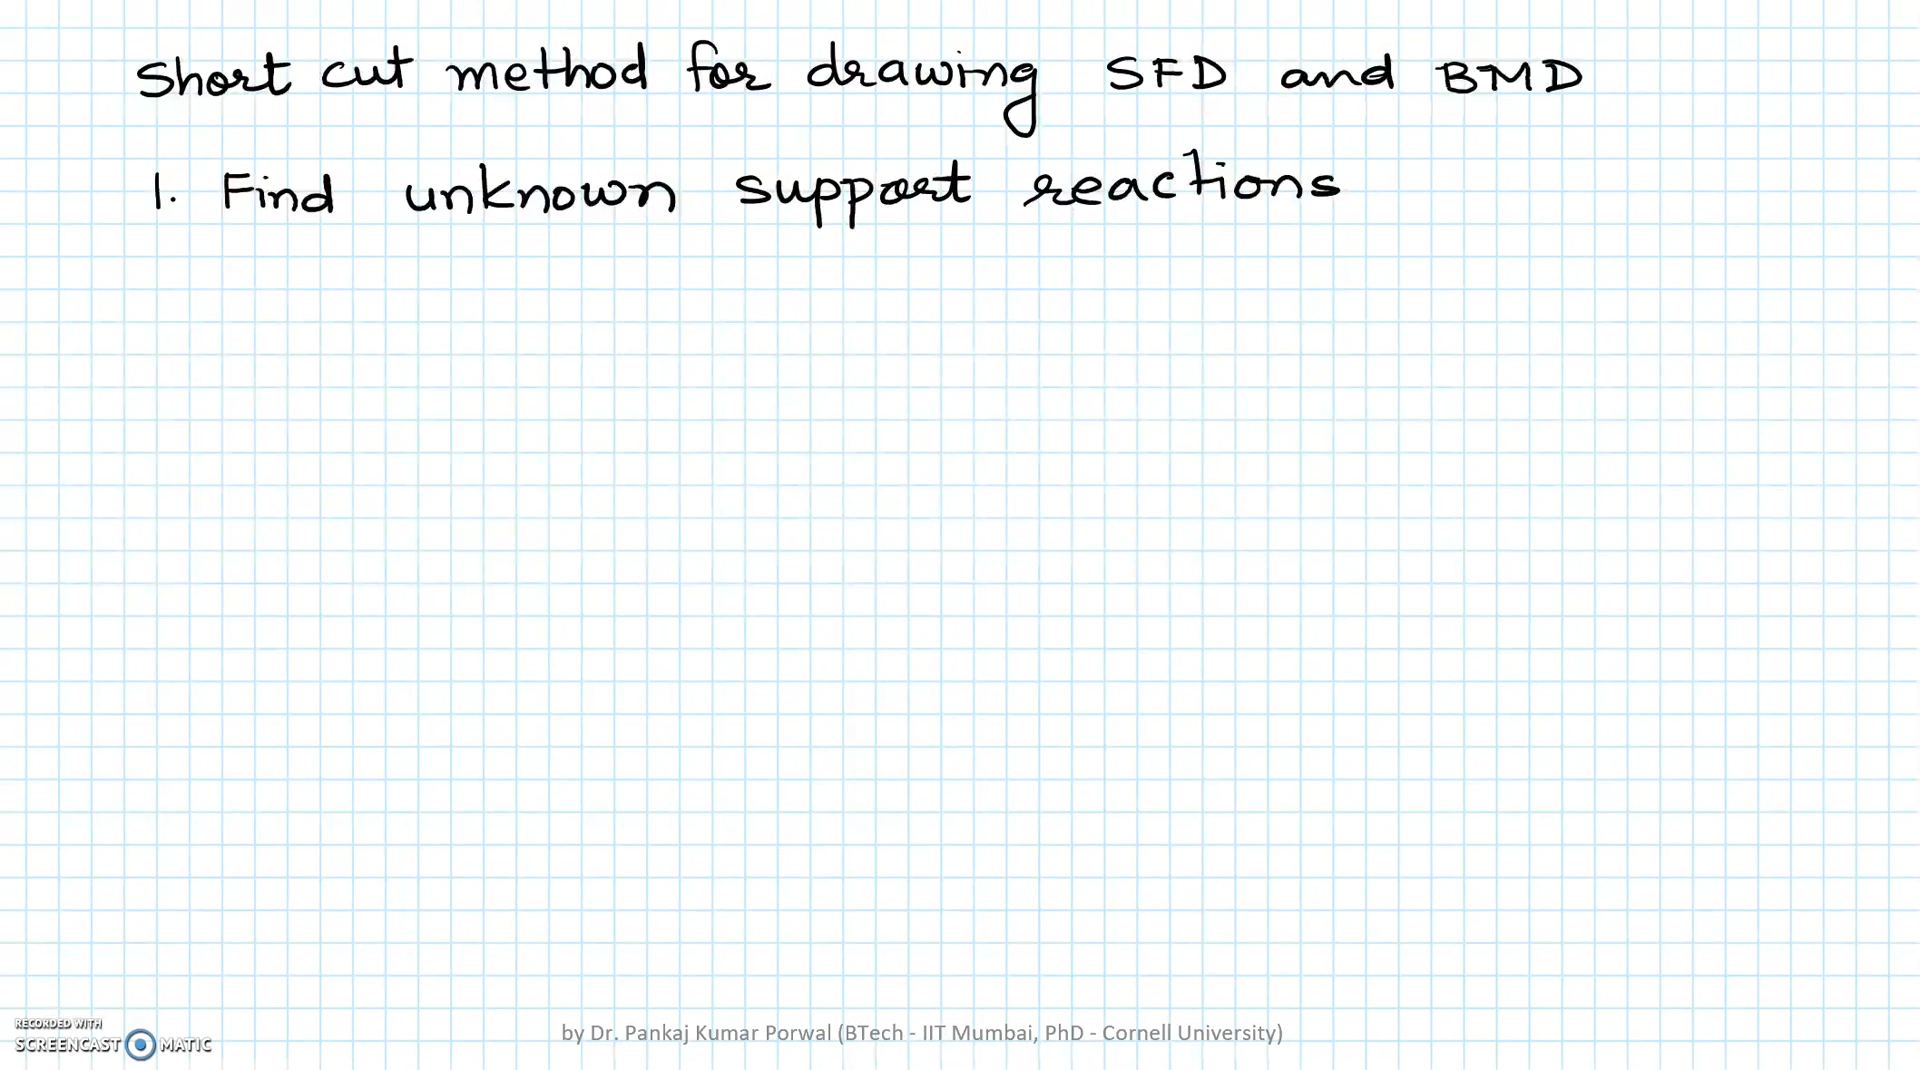 Short cut method for drawing SFD and BMD
1. Find unknown support reactions
RECORDED WITH
SCREENCAST MATIC
by Dr. Pankaj Kumar Porwal (BTech - IIT Mumbai, PhD - Cornell University)